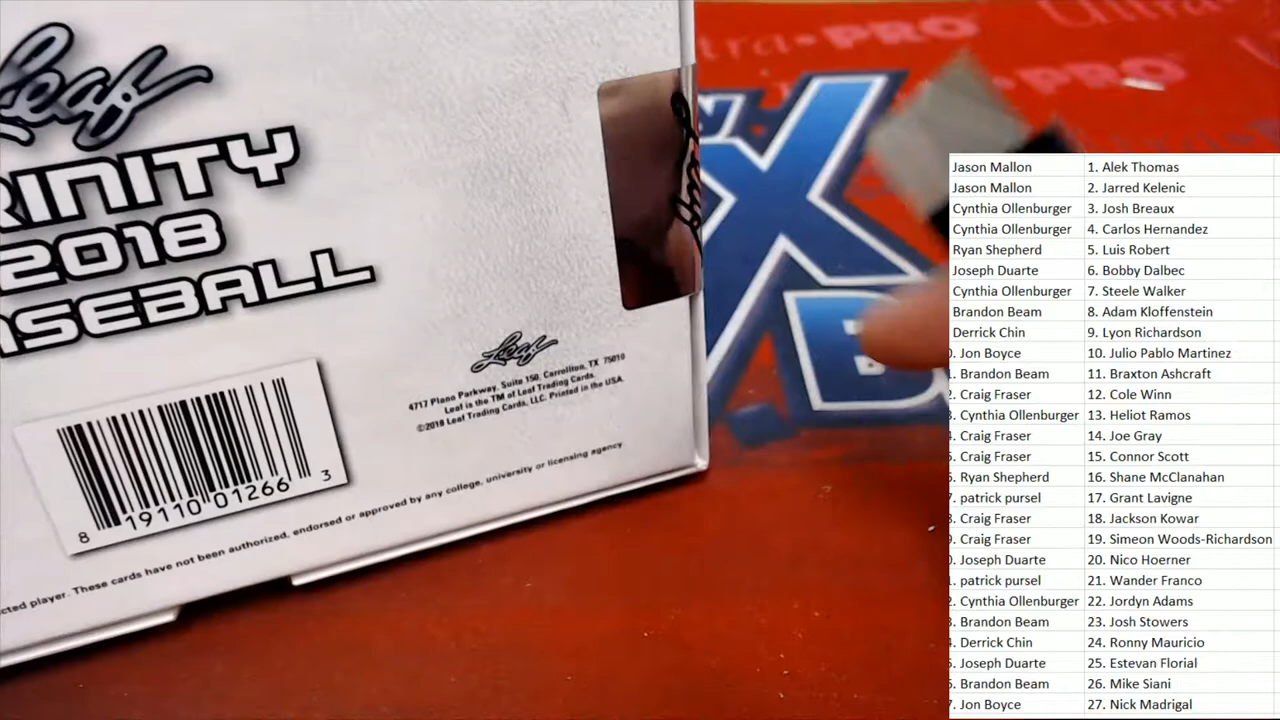 Leaf
RINITY
2018
ASEBALL
Leaf
4717 Plano Parkway, Suite 150, Carrollton, TX 75010
Leaf is the TM of Leaf Trading Cards.
©2018 Leaf Trading Cards, LLC. Printed in the USA.
8 19110 01266 3
cted player. These cards have not been authorized, endorsed or approved by any college, university or licensing agency
PRO
PRO
X
B
Jason Mallon 1. Alek Thomas
Jason Mallon 2. Jarred Kelenic
Cynthia Ollenburger 3. Josh Breaux
Cynthia Ollenburger 4. Carlos Hernandez
Ryan Shepherd 5. Luis Robert
Joseph Duarte 6. Bobby Dalbec
Cynthia Ollenburger 7. Steele Walker
Brandon Beam 8. Adam Kloffenstein
Derrick Chin 9. Lyon Richardson
. Jon Boyce 10. Julio Pablo Martinez
. Brandon Beam 11. Braxton Ashcraft
. Craig Fraser 12. Cole Winn
. Cynthia Ollenburger 13. Heliot Ramos
. Craig Fraser 14. Joe Gray
. Craig Fraser 15. Connor Scott
. Ryan Shepherd 16. Shane McClanahan
. patrick pursel 17. Grant Lavigne
. Craig Fraser 18. Jackson Kowar
. Craig Fraser 19. Simeon Woods-Richardson
. Joseph Duarte 20. Nico Hoerner
. patrick pursel 21. Wander Franco
. Cynthia Ollenburger 22. Jordyn Adams
. Brandon Beam 23. Josh Stowers
. Derrick Chin 24. Ronny Mauricio
. Joseph Duarte 25. Estevan Florial
. Brandon Beam 26. Mike Siani
. Jon Boyce 27. Nick Madrigal